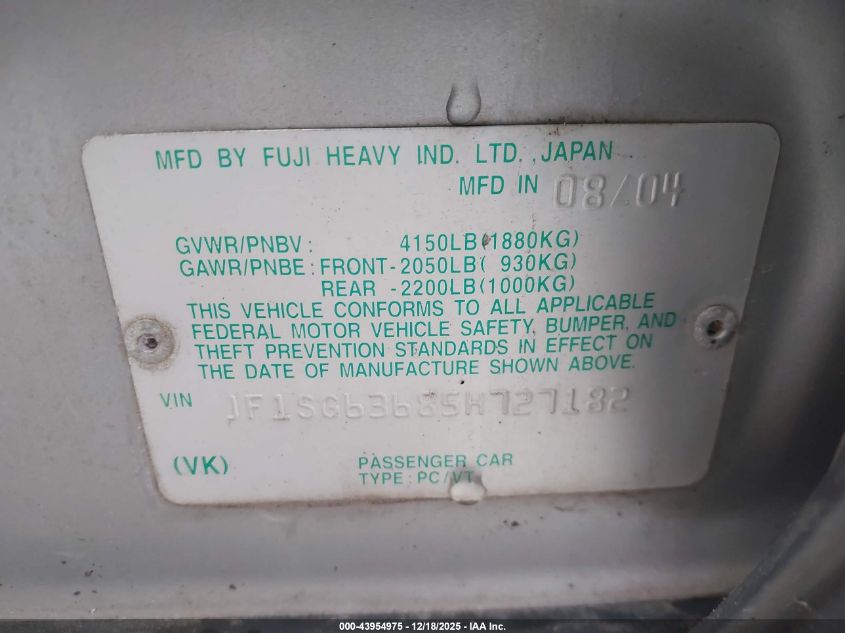 MFD BY FUJI HEAVY IND. LTD., JAPAN
MFD IN 08/04
GVWR/PNBV: 4150LB(1880KG)
GAWR/PNBE: FRONT-2050LB( 930KG)
REAR -2200LB(1000KG)
THIS VEHICLE CONFORMS TO ALL APPLICABLE
FEDERAL MOTOR VEHICLE SAFETY, BUMPER, AND
THEFT PREVENTION STANDARDS IN EFFECT ON
THE DATE OF MANUFACTURE SHOWN ABOVE.
VIN JF1SG63685H727182
(VK) PASSENGER CAR
TYPE: PC/VT
000-43954975 - 12/18/2025 - IAA Inc.